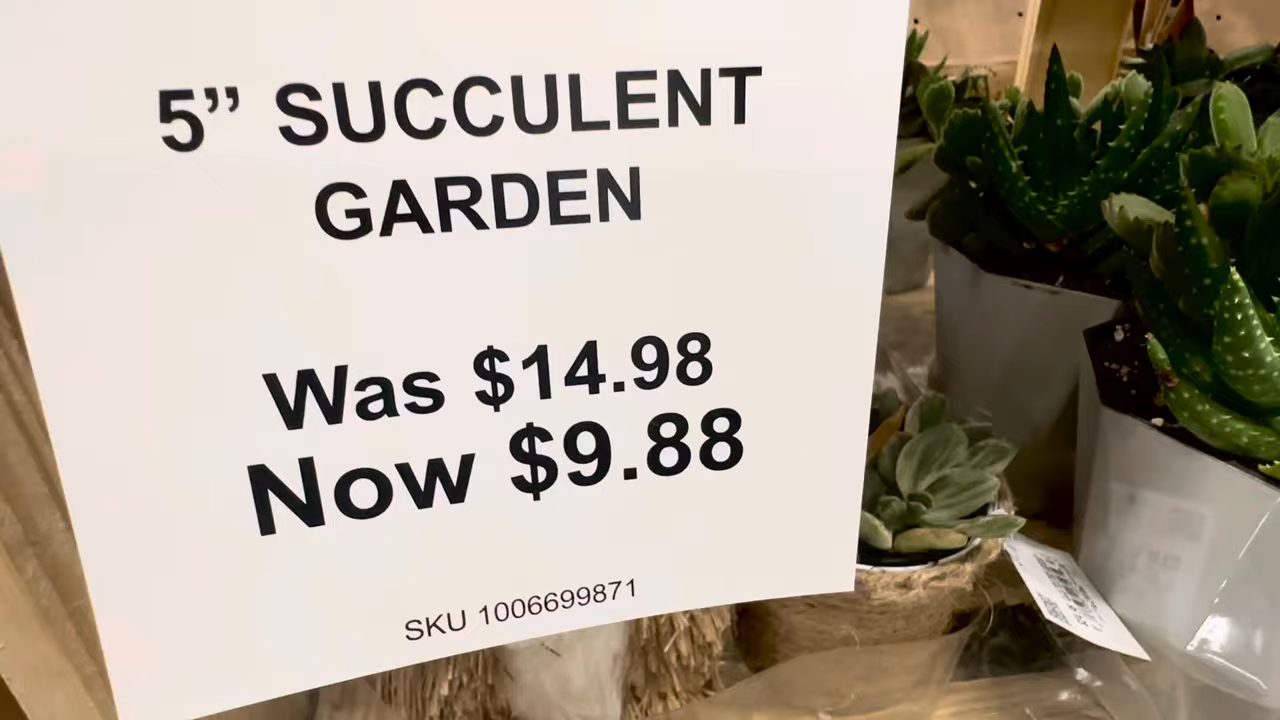 5” SUCCULENT
GARDEN
Was $14.98
Now $9.88
SKU 1006699871